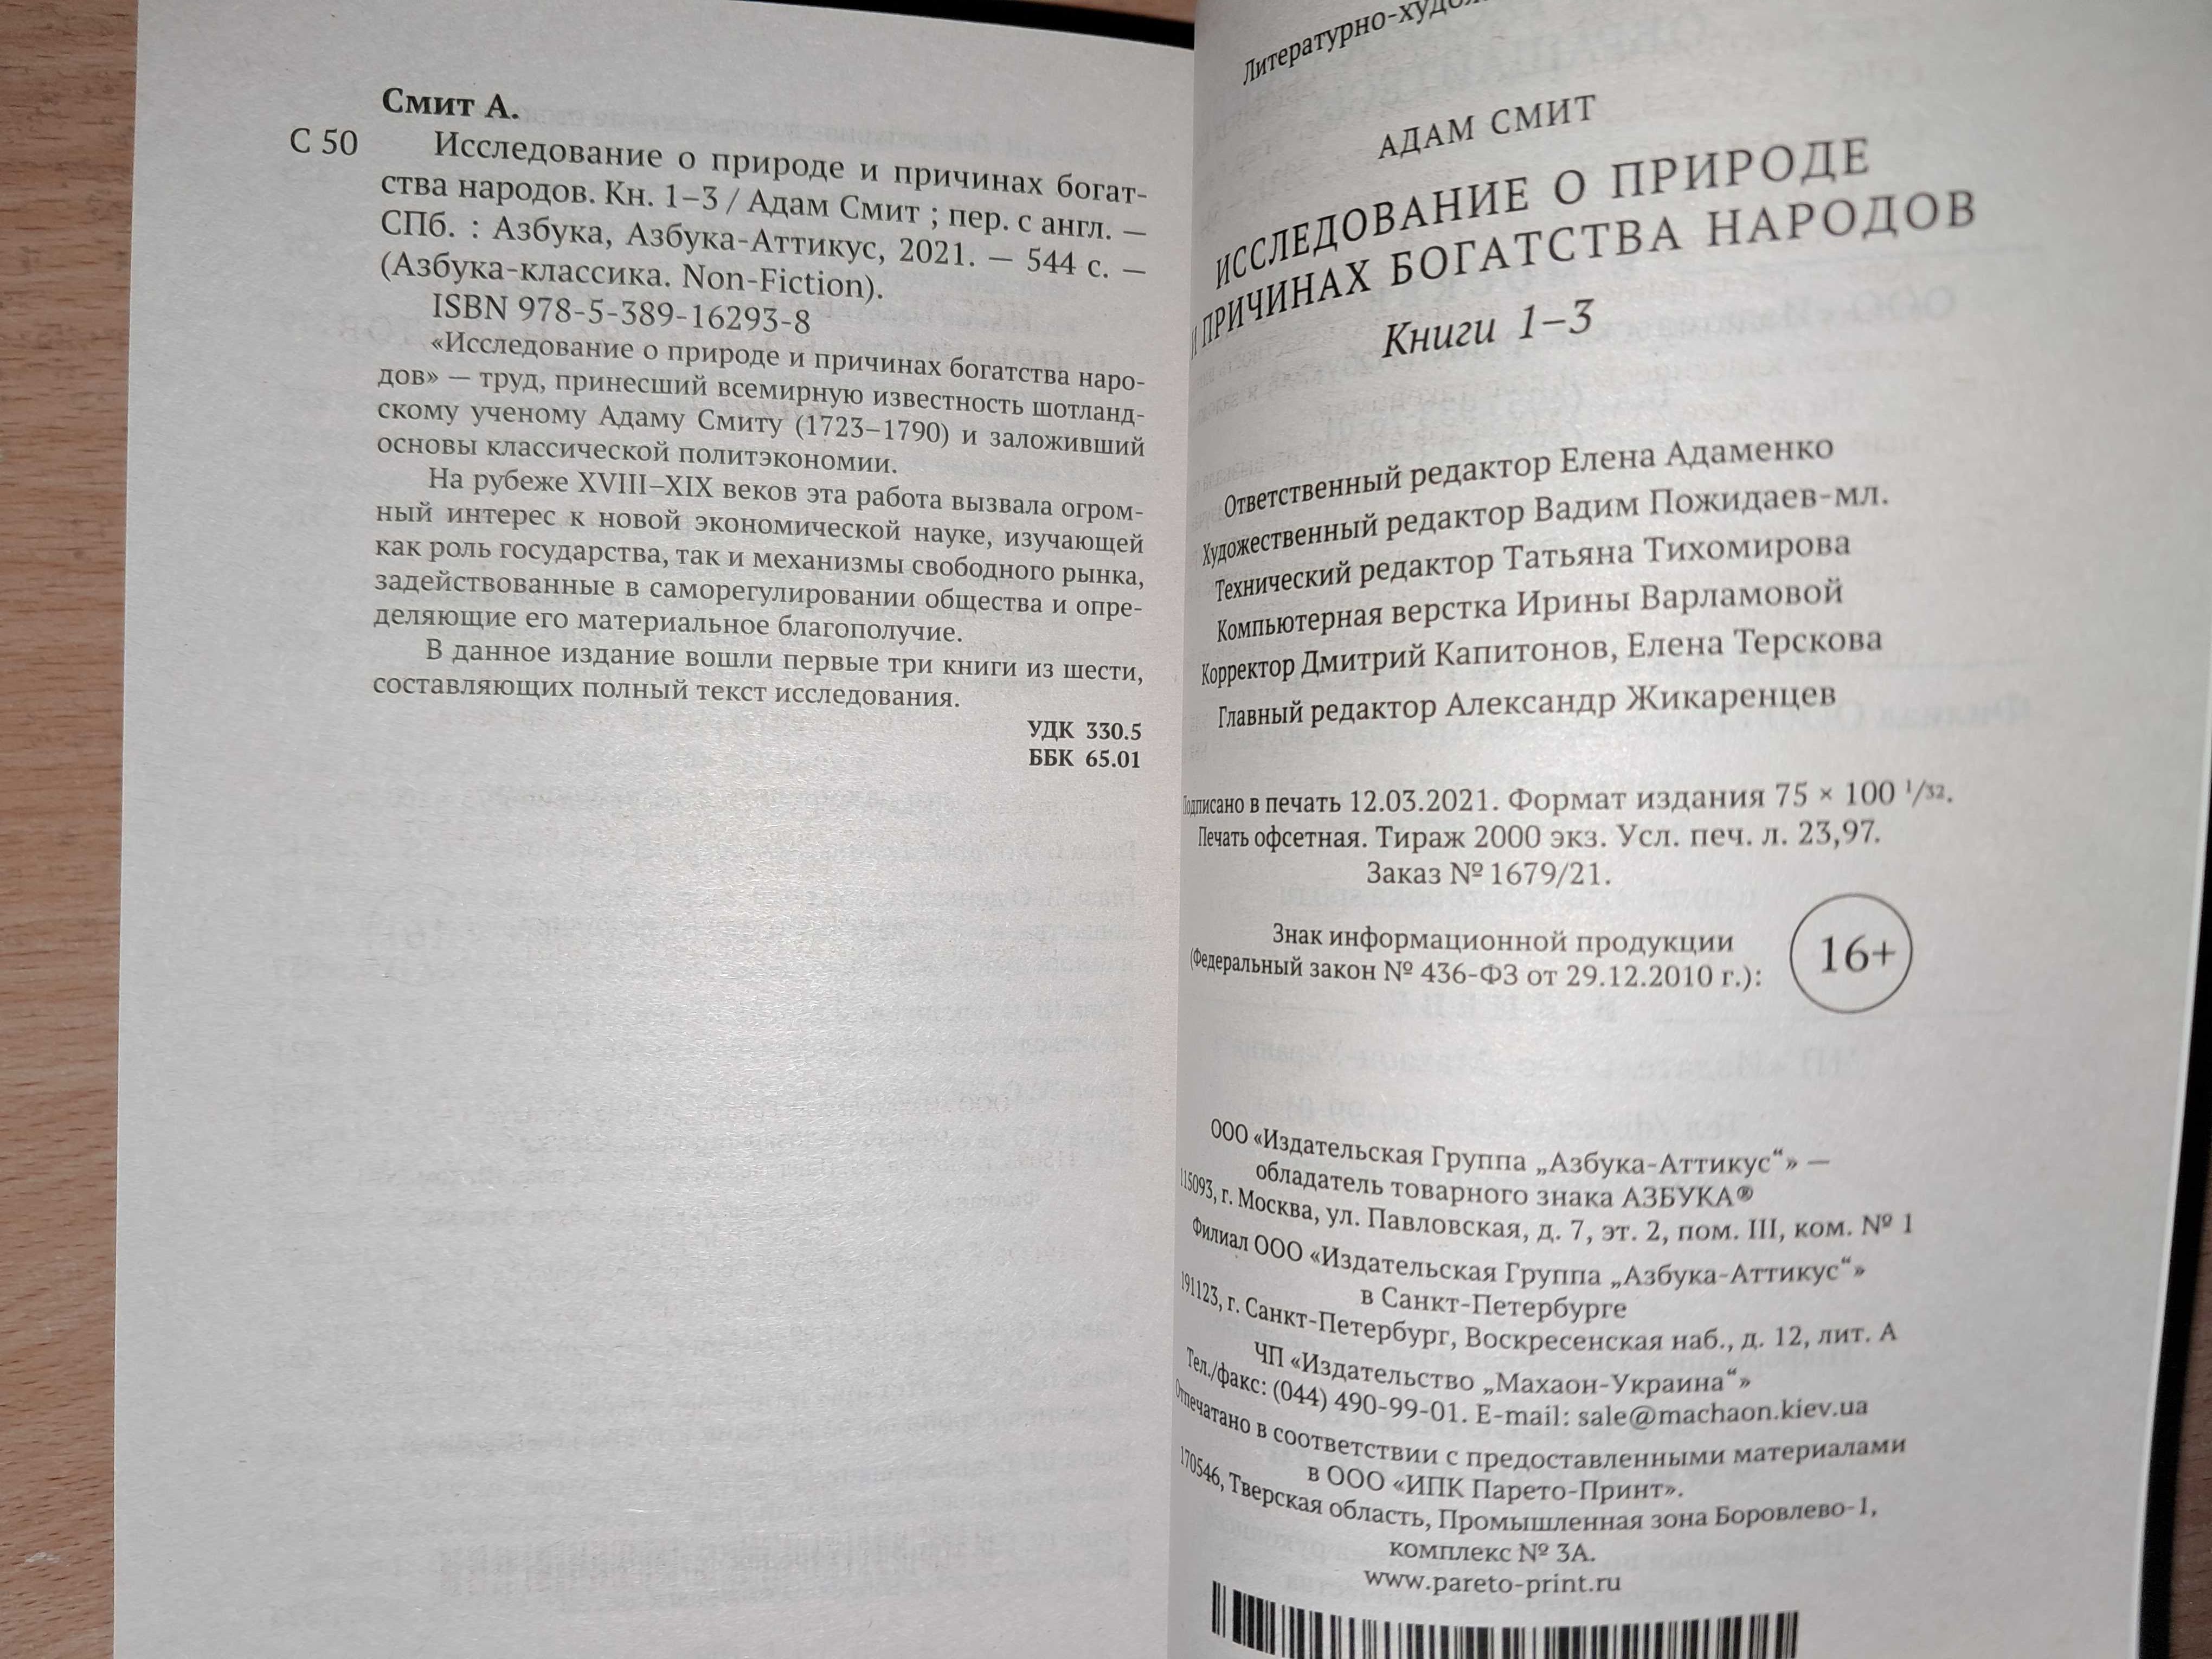 Смит А.
С 50 Исследование о природе и причинах богат-
ства народов. Кн. 1–3 / Адам Смит ; пер. с англ. —
СПб. : Азбука, Азбука-Аттикус, 2021. — 544 с. —
(Азбука-классика. Non-Fiction).
ISBN 978-5-389-16293-8
«Исследование о природе и причинах богатства наро-
дов» — труд, принесший всемирную известность шотланд-
скому ученому Адаму Смиту (1723–1790) и заложивший
основы классической политэкономии.
На рубеже XVIII–XIX веков эта работа вызвала огром-
ный интерес к новой экономической науке, изучающей
как роль государства, так и механизмы свободного рынка,
задействованные в саморегулировании общества и опре-
деляющие его материальное благополучие.
В данное издание вошли первые три книги из шести,
составляющих полный текст исследования.
УДК 330.5
ББК 65.01
АДАМ СМИТ
ИССЛЕДОВАНИЕ О ПРИРОДЕ
И ПРИЧИНАХ БОГАТСТВА НАРОДОВ
Книги 1–3
Ответственный редактор Елена Адаменко
Художественный редактор Вадим Пожидаев-мл.
Технический редактор Татьяна Тихомирова
Компьютерная верстка Ирины Варламовой
Корректор Дмитрий Капитонов, Елена Терскова
Главный редактор Александр Жикаренцев
Подписано в печать 12.03.2021. Формат издания 75 × 100 1/32.
Печать офсетная. Тираж 2000 экз. Усл. печ. л. 23,97.
Заказ № 1679/21.
Знак информационной продукции
(Федеральный закон № 436-ФЗ от 29.12.2010 г.): 16+
ООО «Издательская Группа „Азбука-Аттикус“» —
обладатель товарного знака АЗБУКА®
115093, г. Москва, ул. Павловская, д. 7, эт. 2, пом. III, ком. № 1
Филиал ООО «Издательская Группа „Азбука-Аттикус“»
в Санкт-Петербурге
191123, г. Санкт-Петербург, Воскресенская наб., д. 12, лит. А
ЧП «Издательство „Махаон-Украина“»
Тел./факс: (044) 490-99-01. E-mail: sale@machaon.kiev.ua
Отпечатано в соответствии с предоставленными материалами
в ООО «ИПК Парето-Принт».
170546, Тверская область, Промышленная зона Боровлево-1,
комплекс № 3А.
www.pareto-print.ru